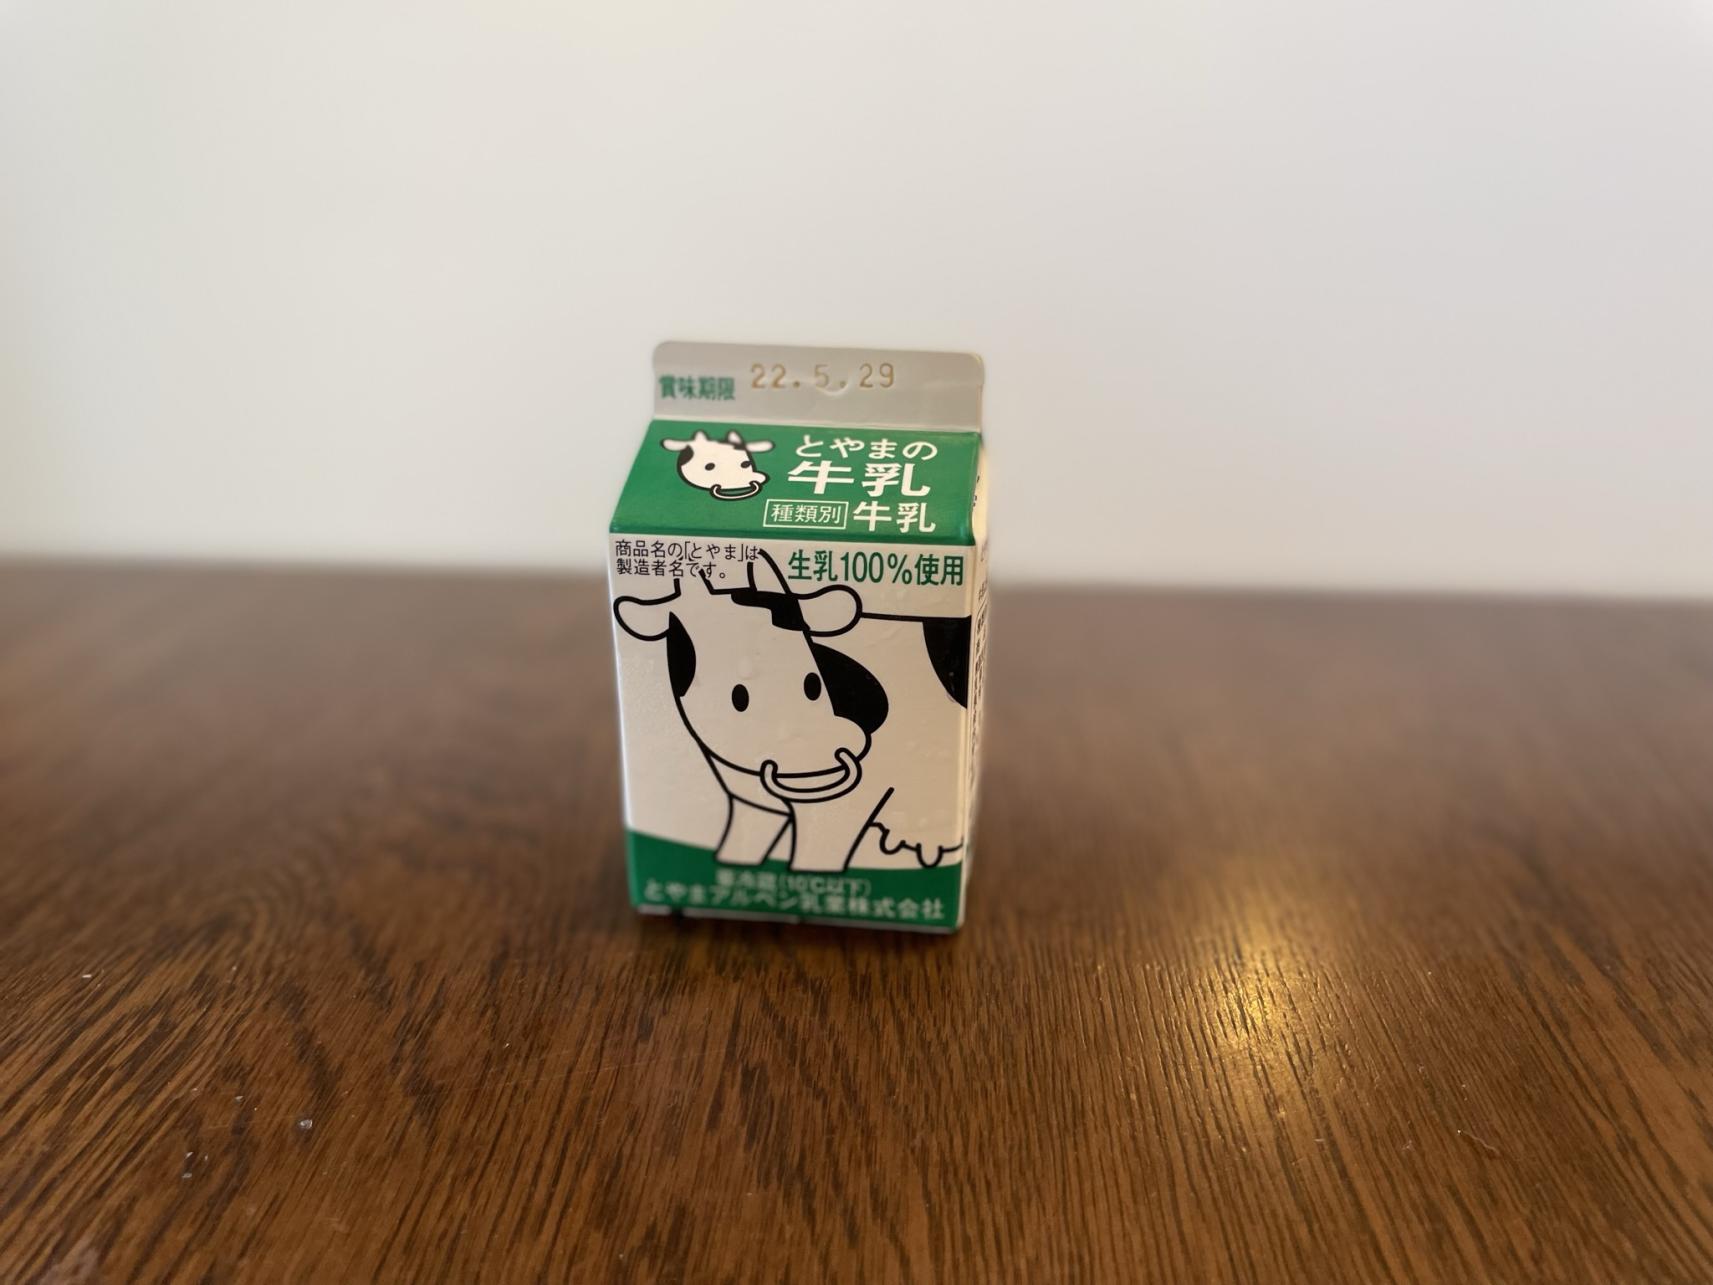 賞味期限 22.5.29
とやまの
牛乳
種類別 牛乳
商品名の「とやま」は
製造者名です。
生乳100%使用
要冷蔵(10℃以下)
とやまアルペン乳業株式会社